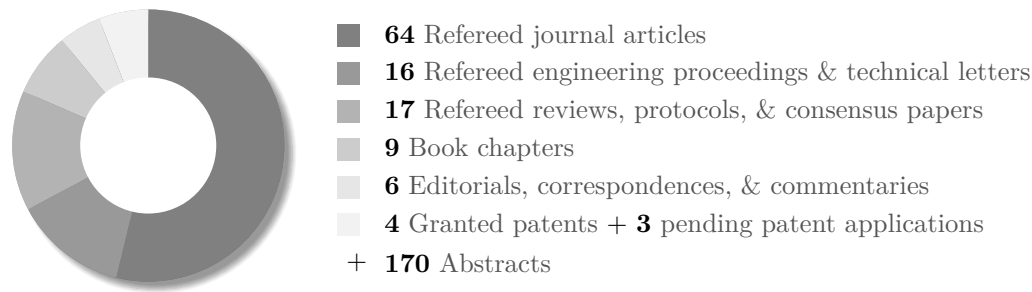 64 Refereed journal articles
16 Refereed engineering proceedings & technical letters
17 Refereed reviews, protocols, & consensus papers
9 Book chapters
6 Editorials, correspondences, & commentaries
4 Granted patents + 3 pending patent applications
+ 170 Abstracts